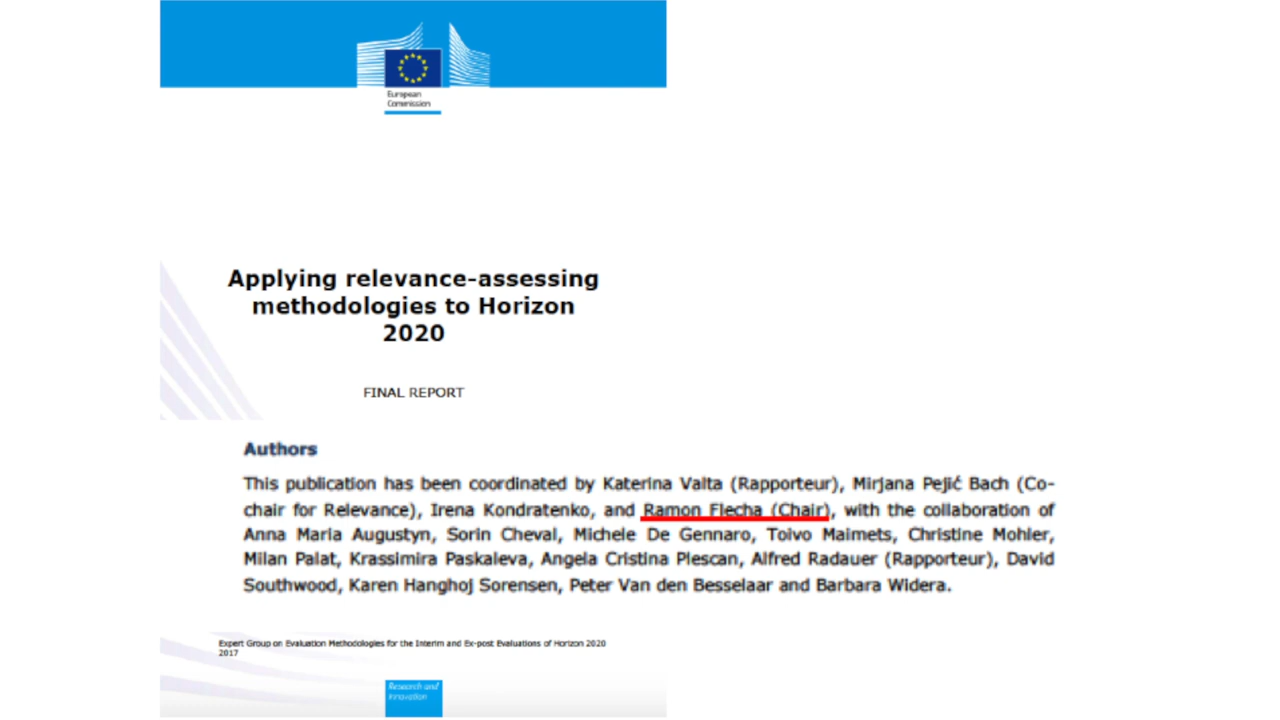 European
Commission
Applying relevance-assessing
methodologies to Horizon
2020
FINAL REPORT
Authors
This publication has been coordinated by Katerina Valta (Rapporteur), Mirjana Pejić Bach (Co-
chair for Relevance), Irena Kondratenko, and Ramon Flecha (Chair), with the collaboration of
Anna Maria Augustyn, Sorin Cheval, Michele De Gennaro, Toivo Maimets, Christine Mohler,
Milan Palat, Krassimira Paskaleva, Angela Cristina Plescan, Alfred Radauer (Rapporteur), David
Southwood, Karen Hanghoj Sorensen, Peter Van den Besselaar and Barbara Widera.
Expert Group on Evaluation Methodologies for the Interim and Ex-post Evaluations of Horizon 2020
2017
Research and
Innovation